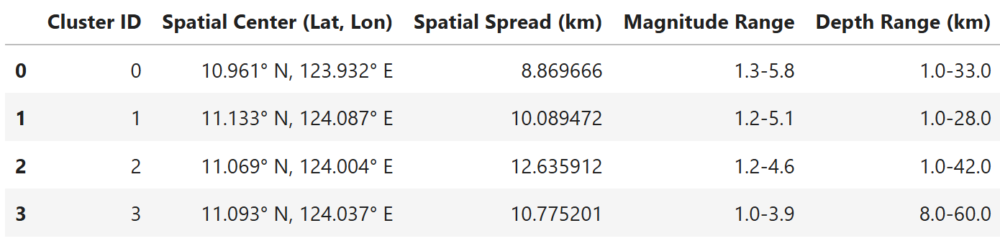 Cluster ID Spatial Center (Lat, Lon) Spatial Spread (km) Magnitude Range Depth Range (km)
0 0 10.961° N, 123.932° E 8.869666 1.3-5.8 1.0-33.0
1 1 11.133° N, 124.087° E 10.089472 1.2-5.1 1.0-28.0
2 2 11.069° N, 124.004° E 12.635912 1.2-4.6 1.0-42.0
3 3 11.093° N, 124.037° E 10.775201 1.0-3.9 8.0-60.0